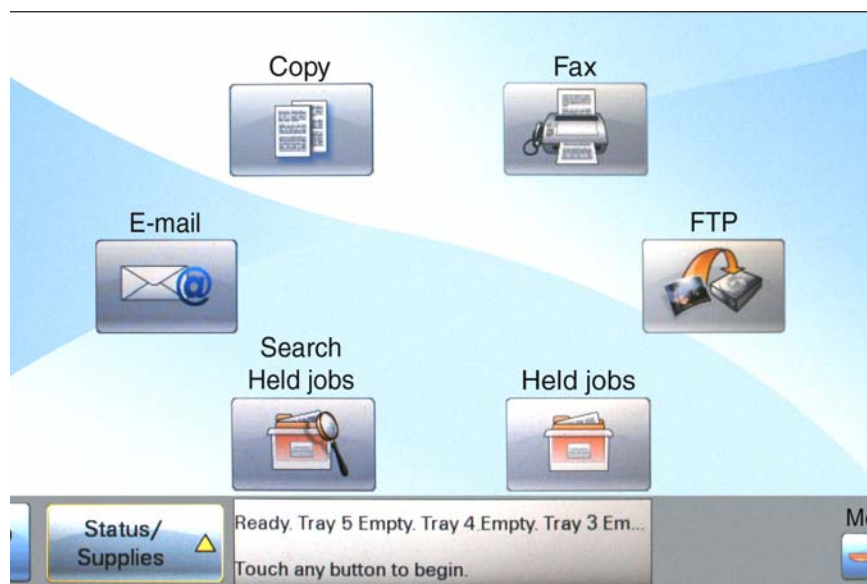 Copy
Fax
E-mail
FTP
Search
Held jobs
Held jobs
Status/
Supplies
Ready. Tray 5 Empty. Tray 4 Empty. Tray 3 Em...
Touch any button to begin.